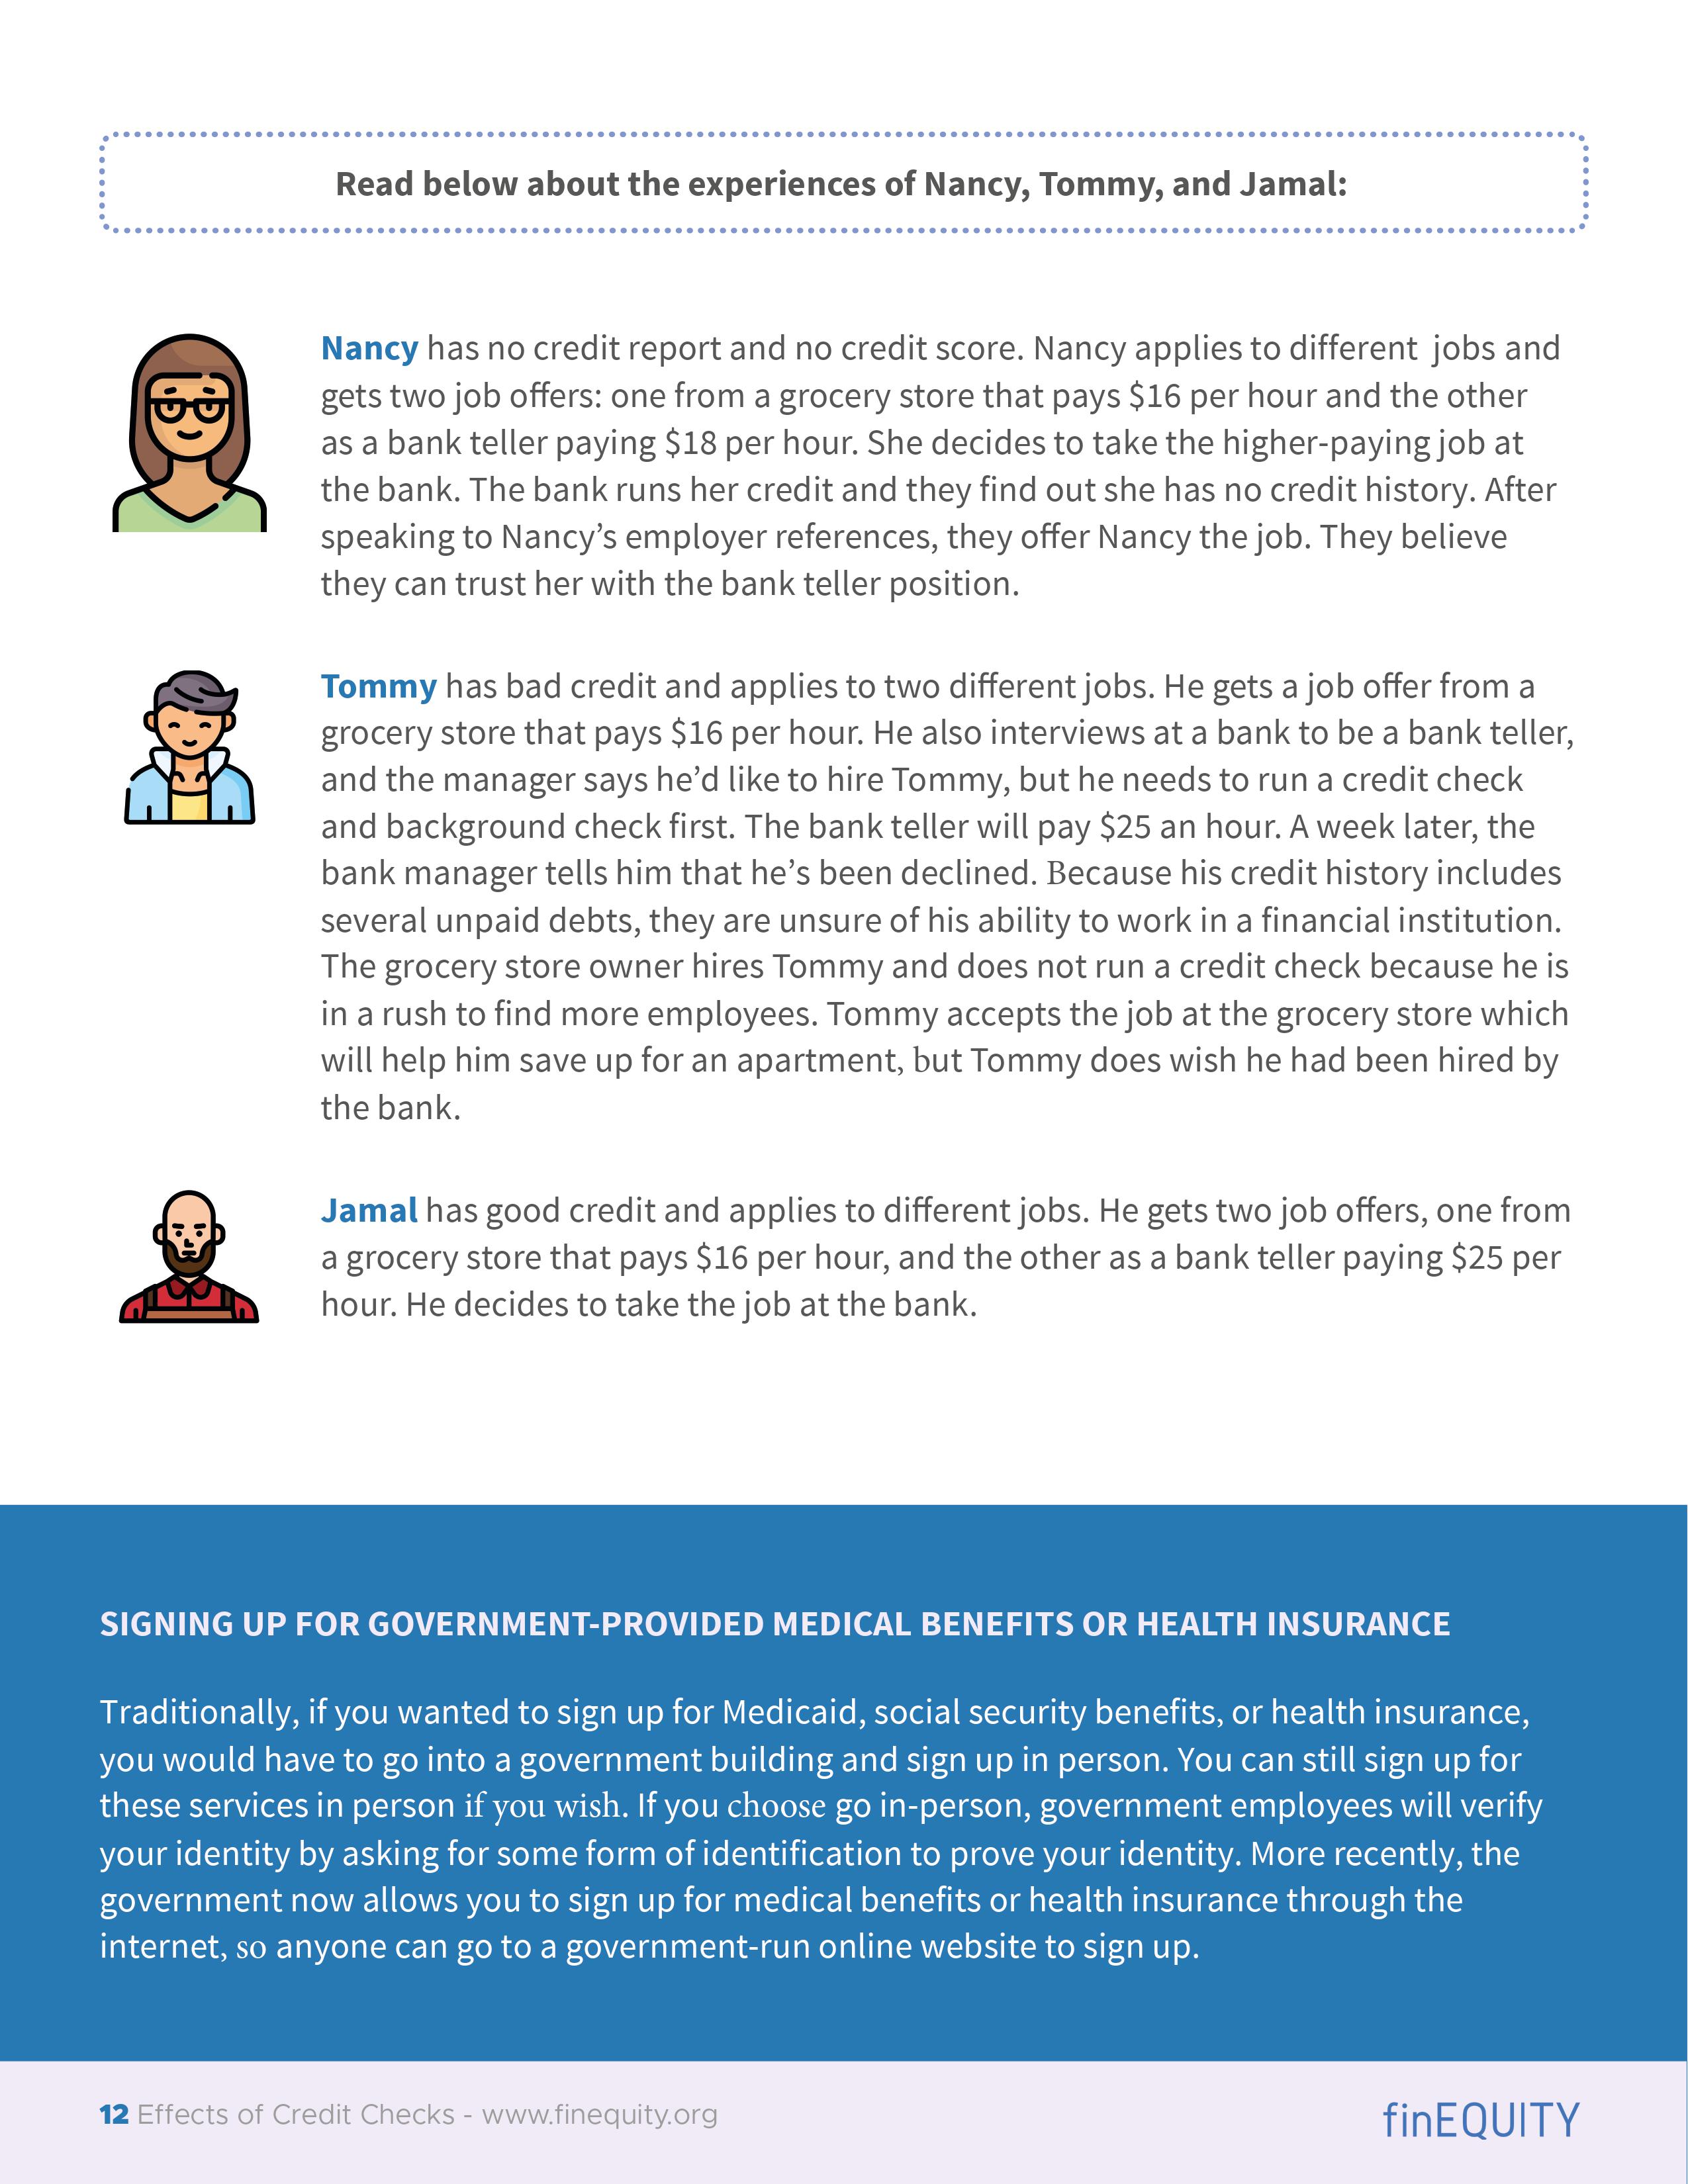 Read below about the experiences of Nancy, Tommy, and Jamal:
Nancy has no credit report and no credit score. Nancy applies to different  jobs and
gets two job offers: one from a grocery store that pays $16 per hour and the other
as a bank teller paying $18 per hour. She decides to take the higher-paying job at
the bank. The bank runs her credit and they find out she has no credit history. After
speaking to Nancy’s employer references, they offer Nancy the job. They believe
they can trust her with the bank teller position.
Tommy has bad credit and applies to two different jobs. He gets a job offer from a
grocery store that pays $16 per hour. He also interviews at a bank to be a bank teller,
and the manager says he’d like to hire Tommy, but he needs to run a credit check
and background check first. The bank teller will pay $25 an hour. A week later, the
bank manager tells him that he’s been declined. Because his credit history includes
several unpaid debts, they are unsure of his ability to work in a financial institution.
The grocery store owner hires Tommy and does not run a credit check because he is
in a rush to find more employees. Tommy accepts the job at the grocery store which
will help him save up for an apartment, but Tommy does wish he had been hired by
the bank.
Jamal has good credit and applies to different jobs. He gets two job offers, one from
a grocery store that pays $16 per hour, and the other as a bank teller paying $25 per
hour. He decides to take the job at the bank.
SIGNING UP FOR GOVERNMENT-PROVIDED MEDICAL BENEFITS OR HEALTH INSURANCE
Traditionally, if you wanted to sign up for Medicaid, social security benefits, or health insurance,
you would have to go into a government building and sign up in person. You can still sign up for
these services in person if you wish. If you choose go in-person, government employees will verify
your identity by asking for some form of identification to prove your identity. More recently, the
government now allows you to sign up for medical benefits or health insurance through the
internet, so anyone can go to a government-run online website to sign up.
12 Effects of Credit Checks - www.finequity.org
finEQUITY